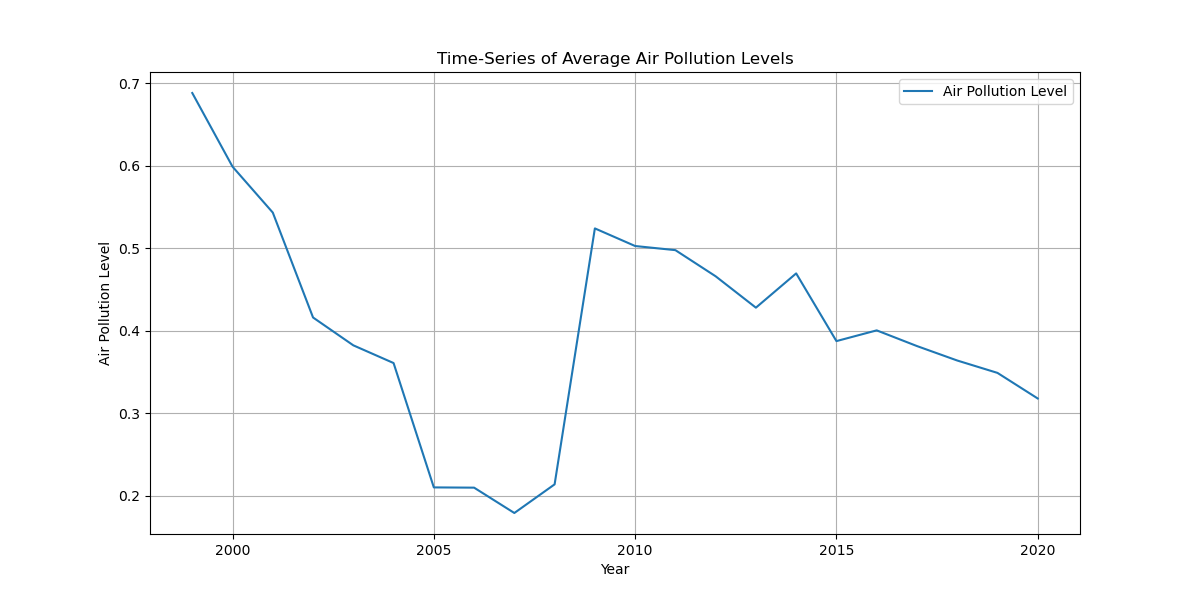 Time-Series of Average Air Pollution Levels
Air Pollution Level
0.7
0.6
0.5
0.4
0.3
0.2
Air Pollution Level
2000 2005 2010 2015 2020
Year